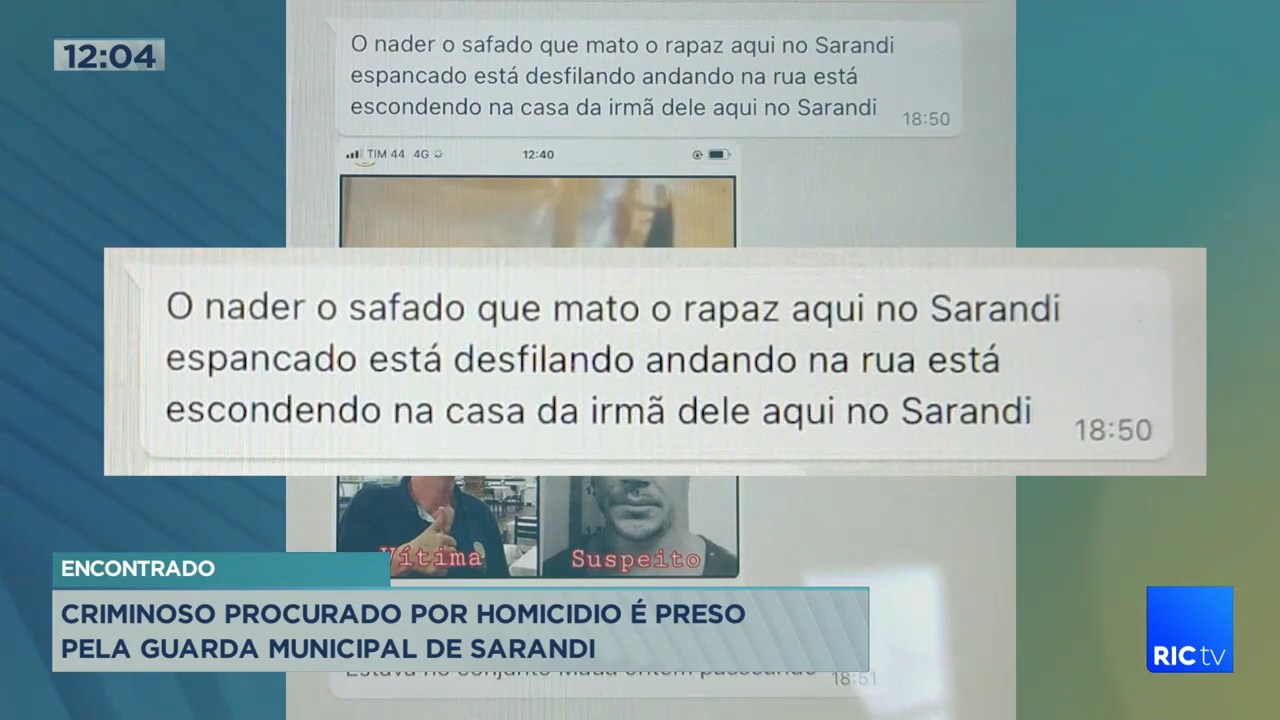 12:04
O nader o safado que mato o rapaz aqui no Sarandi
espancado está desfilando andando na rua está
escondendo na casa da irmã dele aqui no Sarandi
18:50
TIM 44 4G
12:40
O nader o safado que mato o rapaz aqui no Sarandi
espancado está desfilando andando na rua está
escondendo na casa da irmã dele aqui no Sarandi
18:50
Vítima
Suspeito
ENCONTRADO
CRIMINOSO PROCURADO POR HOMICIDIO É PRESO
PELA GUARDA MUNICIPAL DE SARANDI
RIC tv
18:51